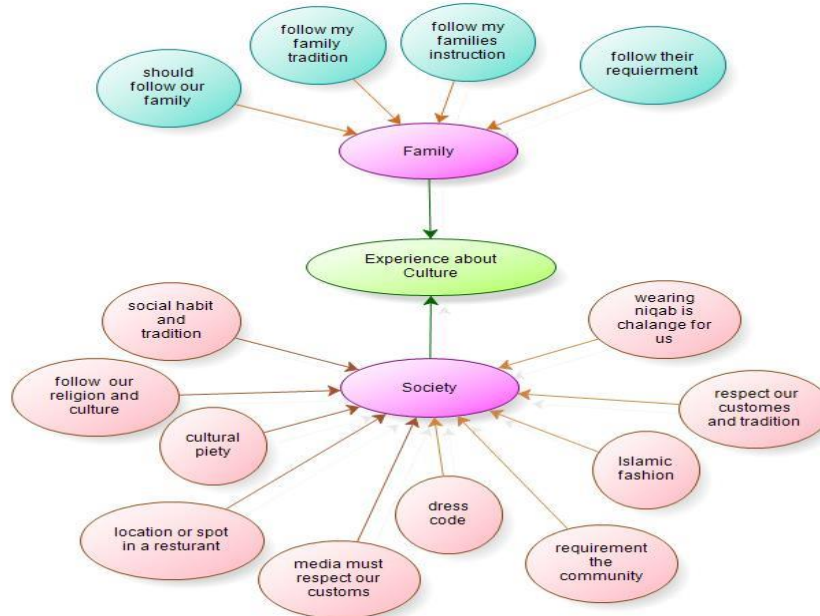 follow my
family
tradition
follow my
families
instruction
should
follow our
family
follow their
requierment
Family
Experience about
Culture
social habit
and
tradition
wearing
niqab is
chalange for
us
follow our
religion and
culture
Society
respect our
customes
and tradition
cultural
piety
Islamic
fashion
location or spot
in a resturant
dress
code
media must
respect our
customs
requirement
the
community